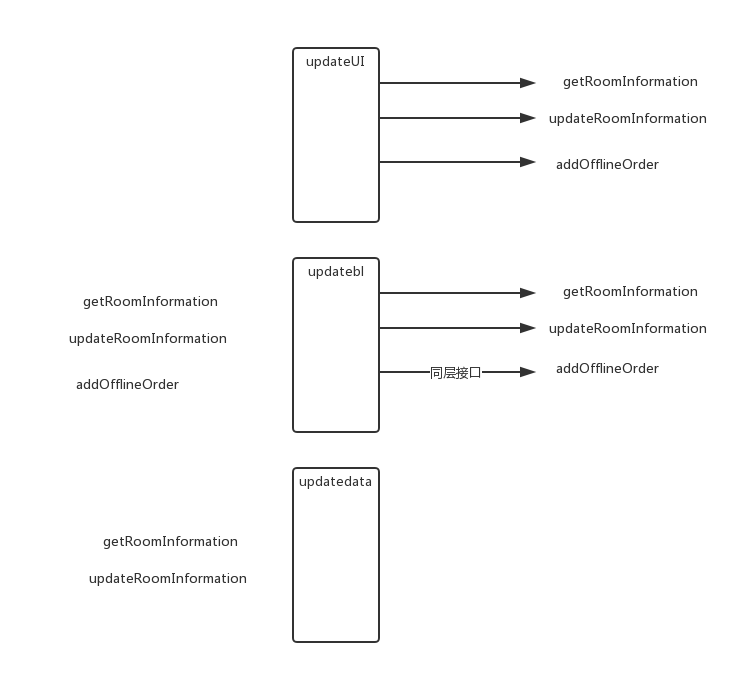 updateUI
getRoomInformation
updateRoomInformation
addOfflineOrder
updatebl
getRoomInformation
updateRoomInformation
addOfflineOrder
getRoomInformation
updateRoomInformation
同层接口
addOfflineOrder
updatedata
getRoomInformation
updateRoomInformation